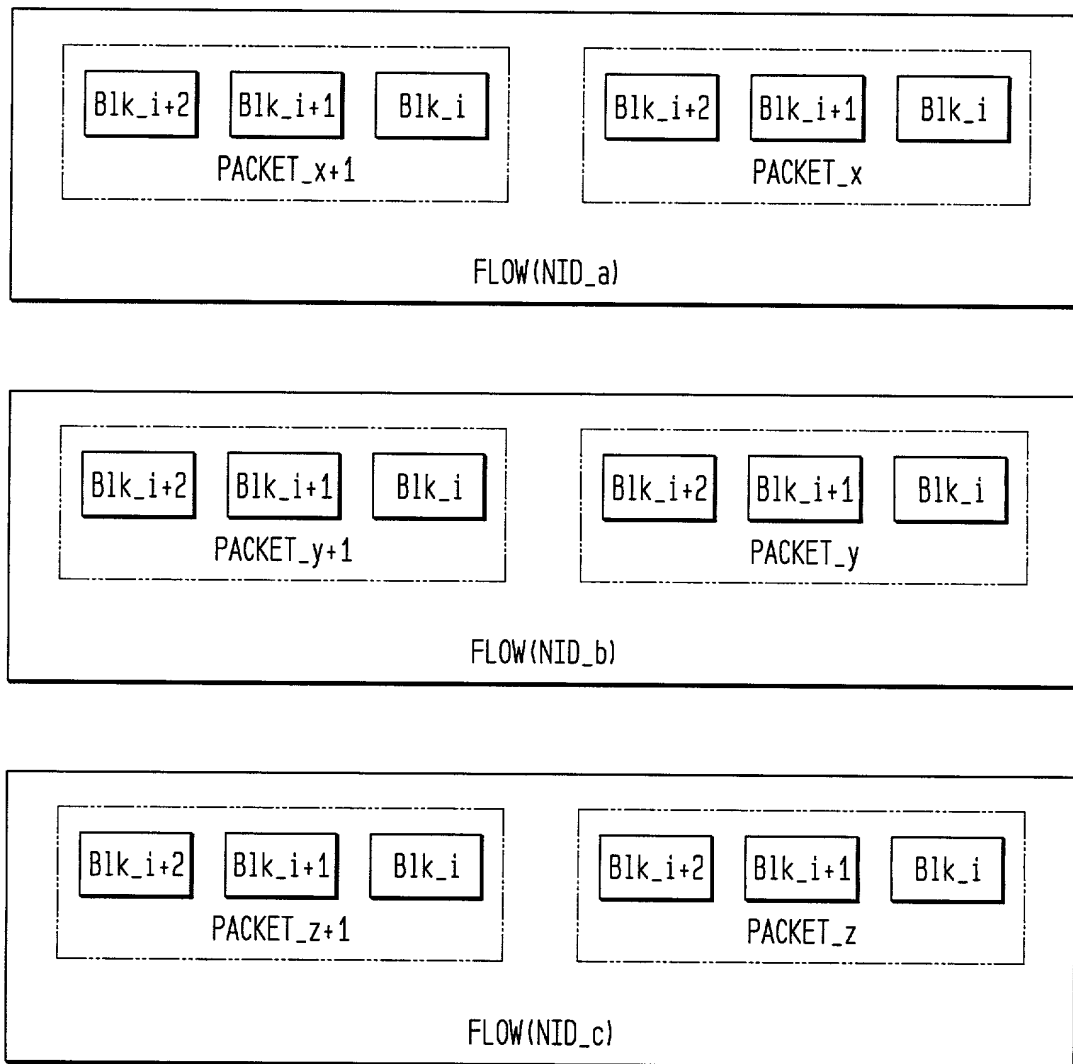 Blk_i+2 Blk_i+1 Blk_i Blk_i+2 Blk_i+1 Blk_i
PACKET_x+1 PACKET_x
FLOW(NID_a)
Blk_i+2 Blk_i+1 Blk_i Blk_i+2 Blk_i+1 Blk_i
PACKET_y+1 PACKET_y
FLOW(NID_b)
Blk_i+2 Blk_i+1 Blk_i Blk_i+2 Blk_i+1 Blk_i
PACKET_z+1 PACKET_z
FLOW(NID_c)